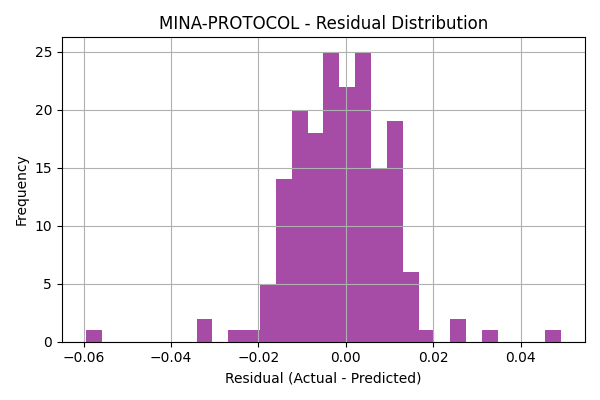 MINA-PROTOCOL - Residual Distribution
Frequency
25
20
15
10
5
0
−0.06 −0.04 −0.02 0.00 0.02 0.04
Residual (Actual - Predicted)